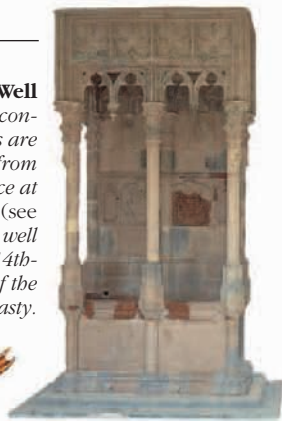 Well
con-
s are
from
ce at
(see
well
4th-
f the
asty.